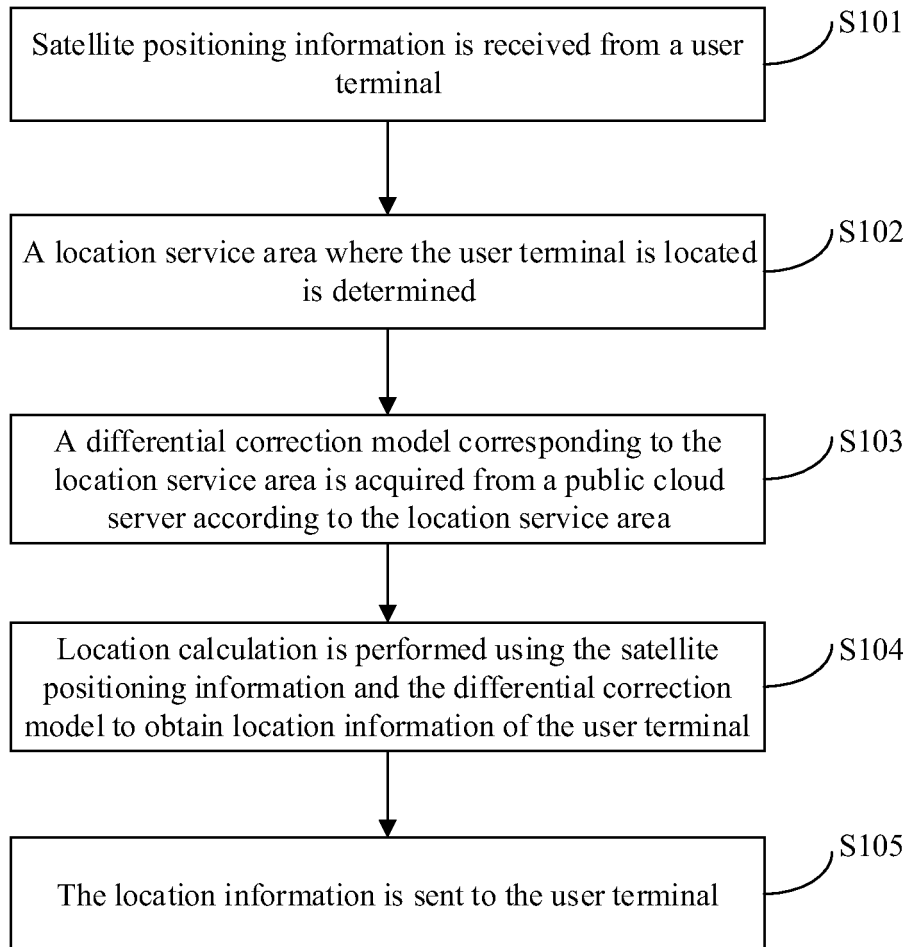 S101
Satellite positioning information is received from a user
terminal
S102
A location service area where the user terminal is located
is determined
S103
A differential correction model corresponding to the
location service area is acquired from a public cloud
server according to the location service area
S104
Location calculation is performed using the satellite
positioning information and the differential correction
model to obtain location information of the user terminal
S105
The location information is sent to the user terminal